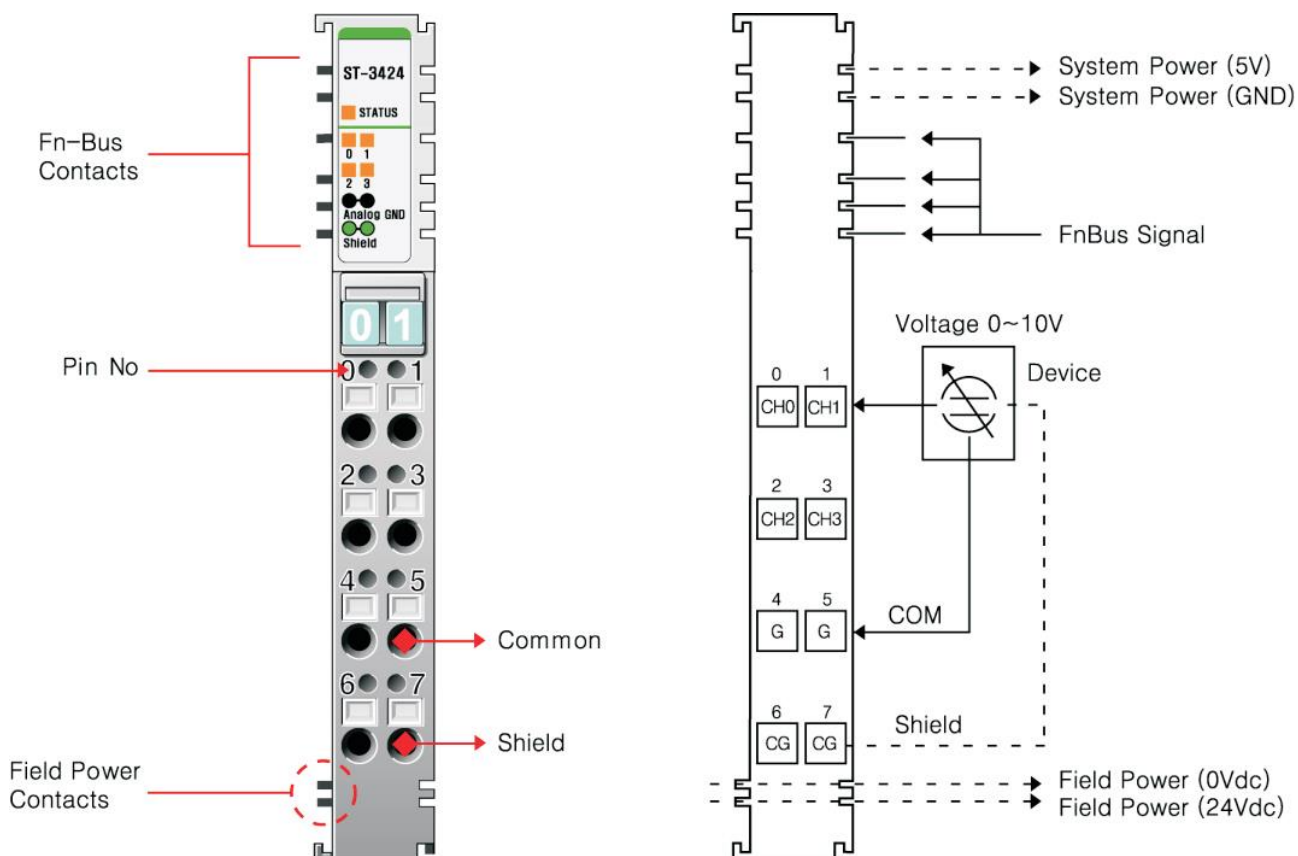 ST-3424
STATUS
0 1
2 3
Analog GND
Shield
Fn-Bus
Contacts
01
Pin No
0 1
2 3
4 5
Common
6 7
Shield
Field Power
Contacts
System Power (5V)
System Power (GND)
FnBus Signal
Voltage 0~10V
Device
0 1
CH0 CH1
2 3
CH2 CH3
4 5
G G
COM
6 7
CG CG
Shield
Field Power (0Vdc)
Field Power (24Vdc)